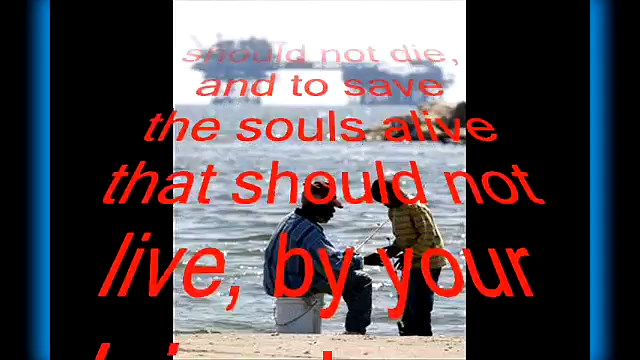 should not die,
and to save
the souls alive
that should not
live, by your